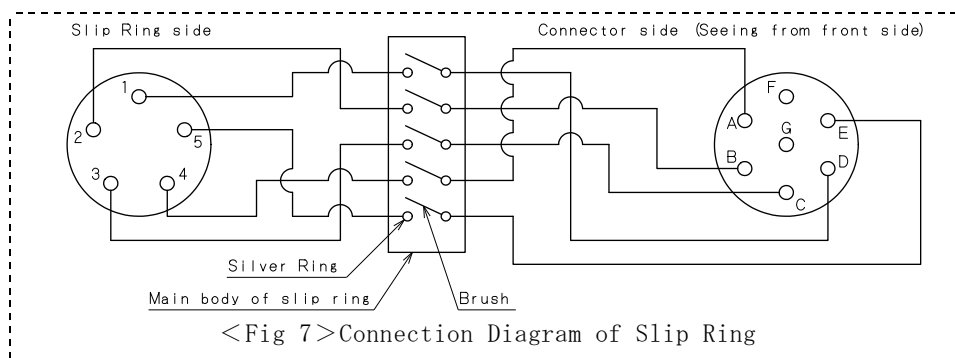 Slip Ring side
Connector side (Seeing from front side)
1
2
5
3
4
F
A
G
E
B
D
C
Silver Ring
Main body of slip ring
Brush
<Fig 7>Connection Diagram of Slip Ring